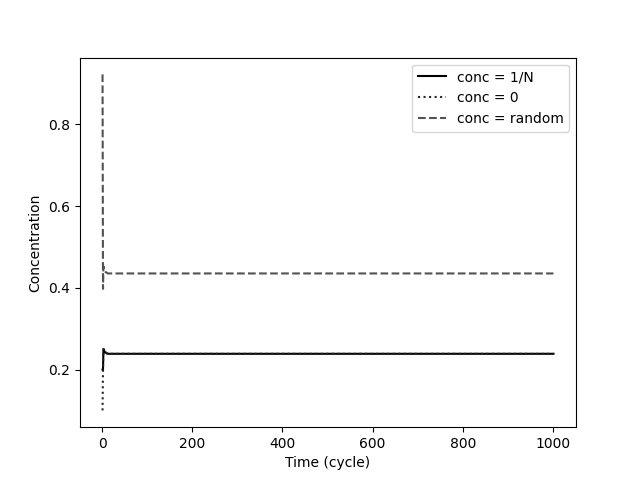 conc = 1/N
conc = 0
conc = random
Concentration
0.8
0.6
0.4
0.2
0 200 400 600 800 1000
Time (cycle)